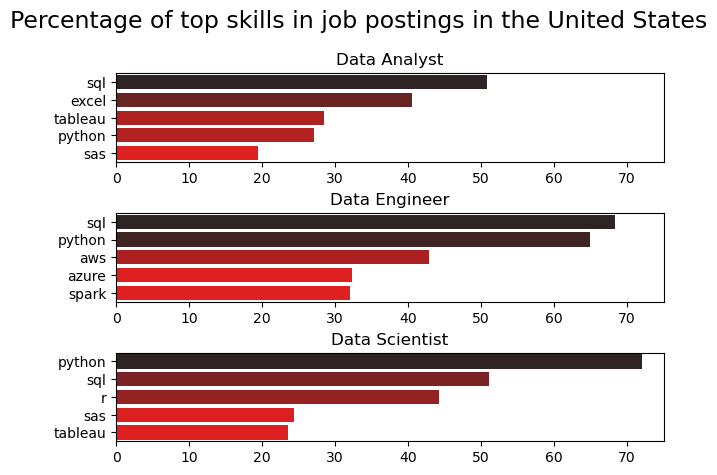 Percentage of top skills in job postings in the United States
Data Analyst
sql
excel
tableau
python
sas
0 10 20 30 40 50 60 70
Data Engineer
sql
python
aws
azure
spark
0 10 20 30 40 50 60 70
Data Scientist
python
sql
r
sas
tableau
0 10 20 30 40 50 60 70